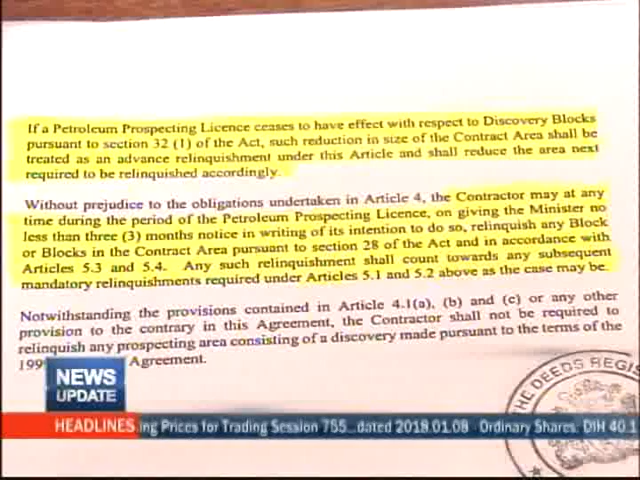 If a Petroleum Prospecting Licence ceases to have effect with respect to Discovery Blocks
pursuant to section 32 (1) of the Act, such reduction in size of the Contract Area shall be
treated as an advance relinquishment under this Article and shall reduce the area next
required to be relinquished accordingly.
Without prejudice to the obligations undertaken in Article 4, the Contractor may at any
time during the period of the Petroleum Prospecting Licence, on giving the Minister no
less than three (3) months notice in writing of its intention to do so, relinquish any Block
or Blocks in the Contract Area pursuant to section 28 of the Act and in accordance with
Articles 5.3 and 5.4. Any such relinquishment shall count towards any subsequent
mandatory relinquishments required under Articles 5.1 and 5.2 above as the case may be.
Notwithstanding the provisions contained in Article 4.1(a), (b) and (c) or any other
provision to the contrary in this Agreement, the Contractor shall not be required to
relinquish any prospecting area consisting of a discovery made pursuant to the terms of the
199 Agreement.
NEWS
UPDATE
THE DEEDS REGIS
HEADLINES ing Prices for Trading Session 755...dated 2018.01.08 Ordinary Shares: DIH 40.1